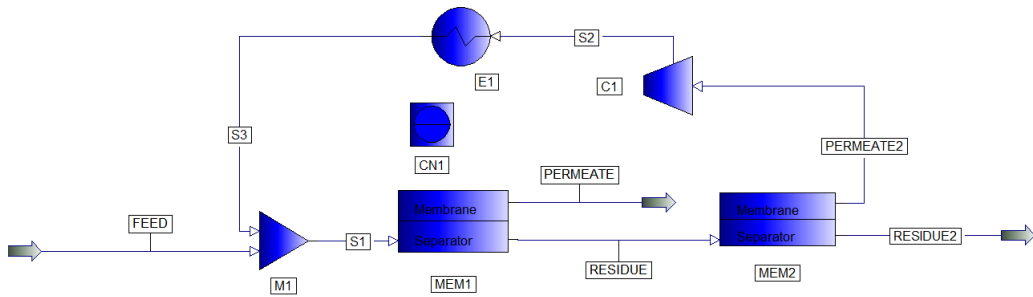 S2
E1
C1
S3
CN1
PERMEATE2
PERMEATE
FEED
Membrane
Separator
Membrane
Separator
S1
RESIDUE
RESIDUE2
M1
MEM1
MEM2